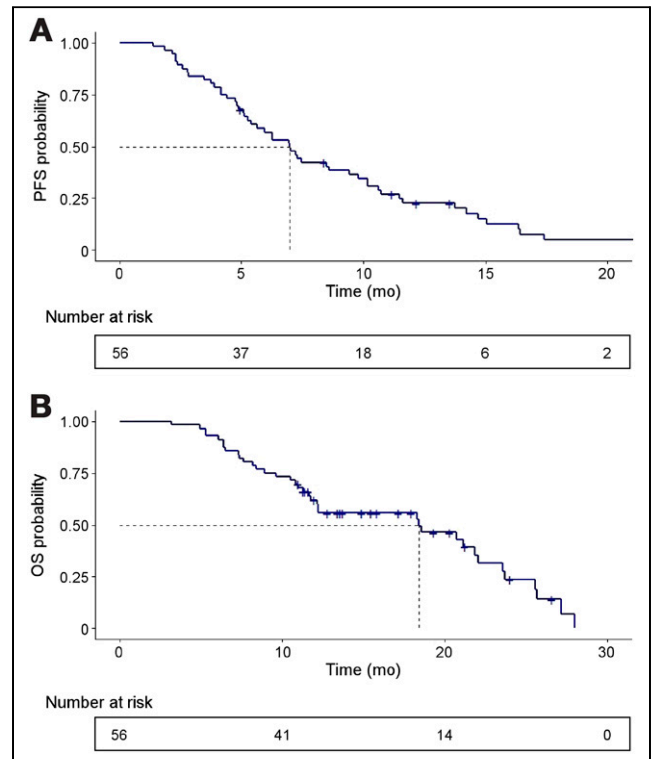 A
PFS probability
1.00
0.75
0.50
0.25
0
0 5 10 15 20
Time (mo)
Number at risk
56 37 18 6 2
B
OS probability
1.00
0.75
0.50
0.25
0
0 10 20 30
Time (mo)
Number at risk
56 41 14 0